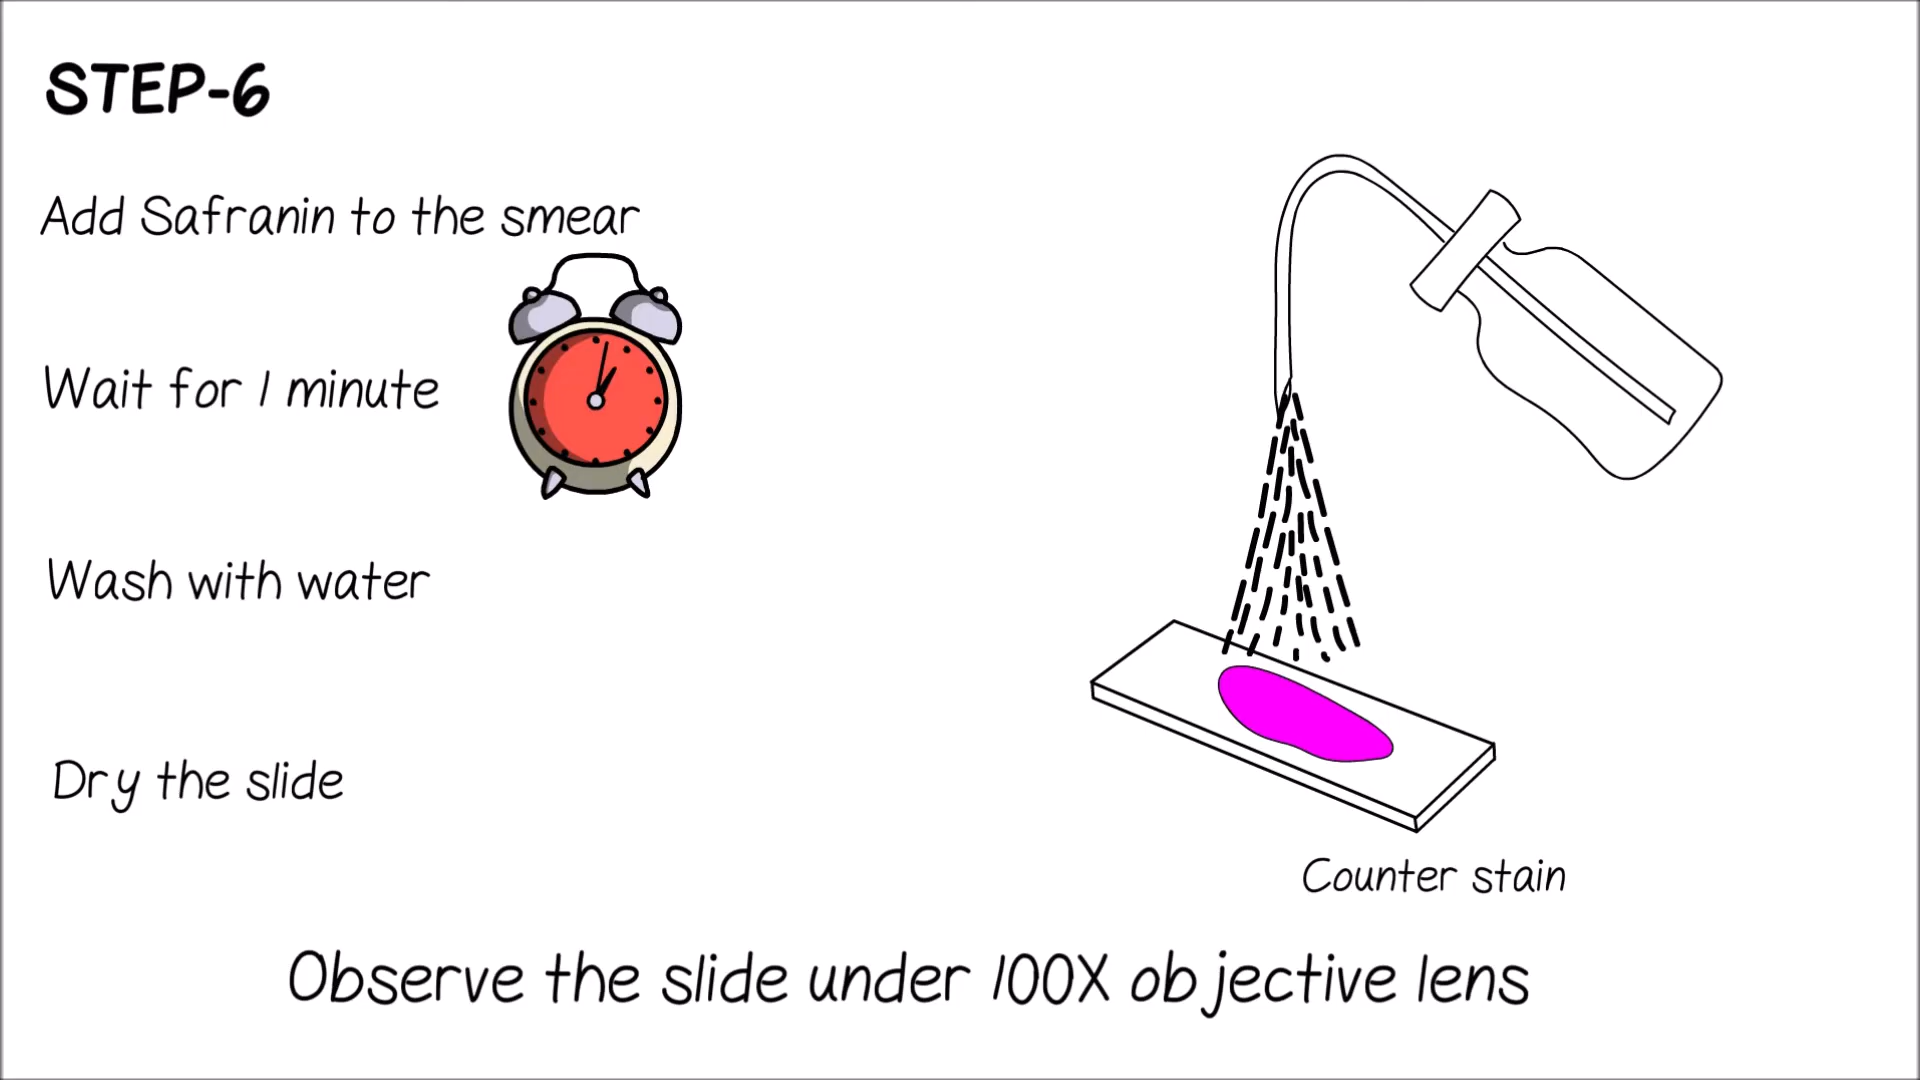 STEP-6
Add Safranin to the smear
Wait for 1 minute
Wash with water
Dry the slide
Counter stain
Observe the slide under 100X objective lens